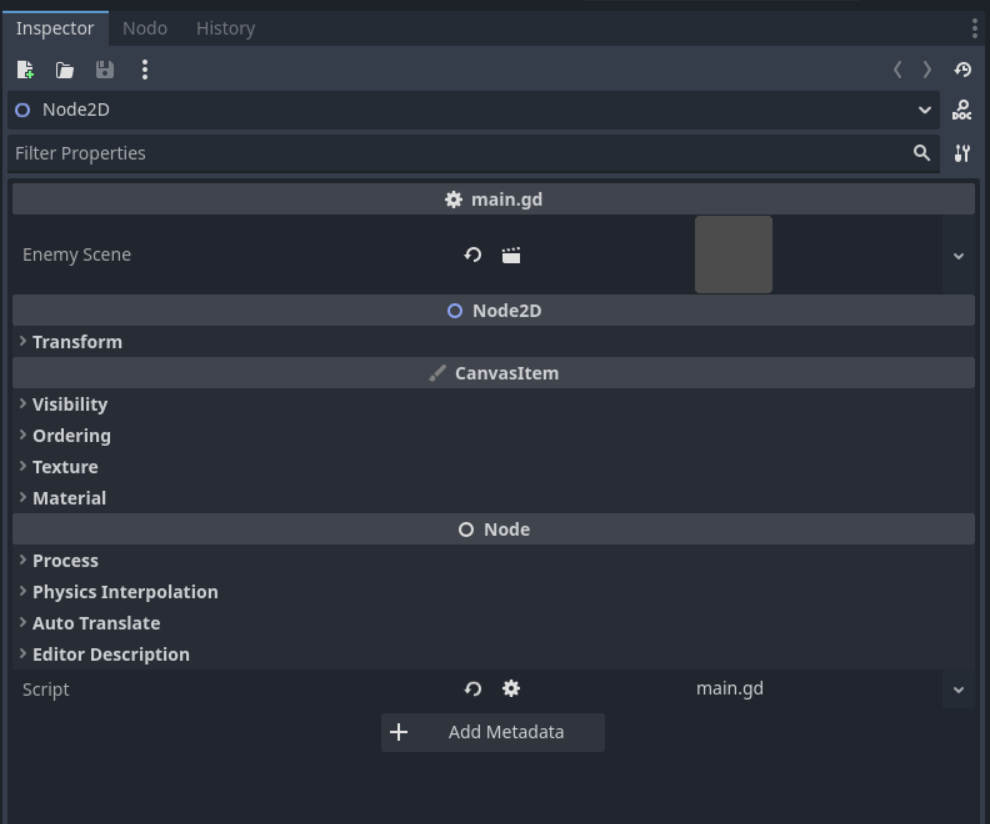 Inspector Nodo History
Node2D
DOC
Filter Properties
main.gd
Enemy Scene
Node2D
Transform
CanvasItem
Visibility
Ordering
Texture
Material
Node
Process
Physics Interpolation
Auto Translate
Editor Description
Script main.gd
Add Metadata